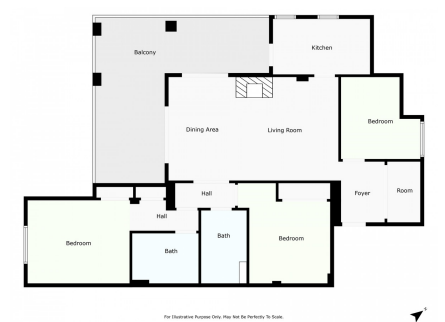 Kitchen
Balcony
Bedroom
Dining Area
Living Room
Hall
Foyer
Room
Hall
Bedroom
Bath
Bath
Bedroom
For Illustrative Purpose Only. May Not Be Perfectly To Scale.